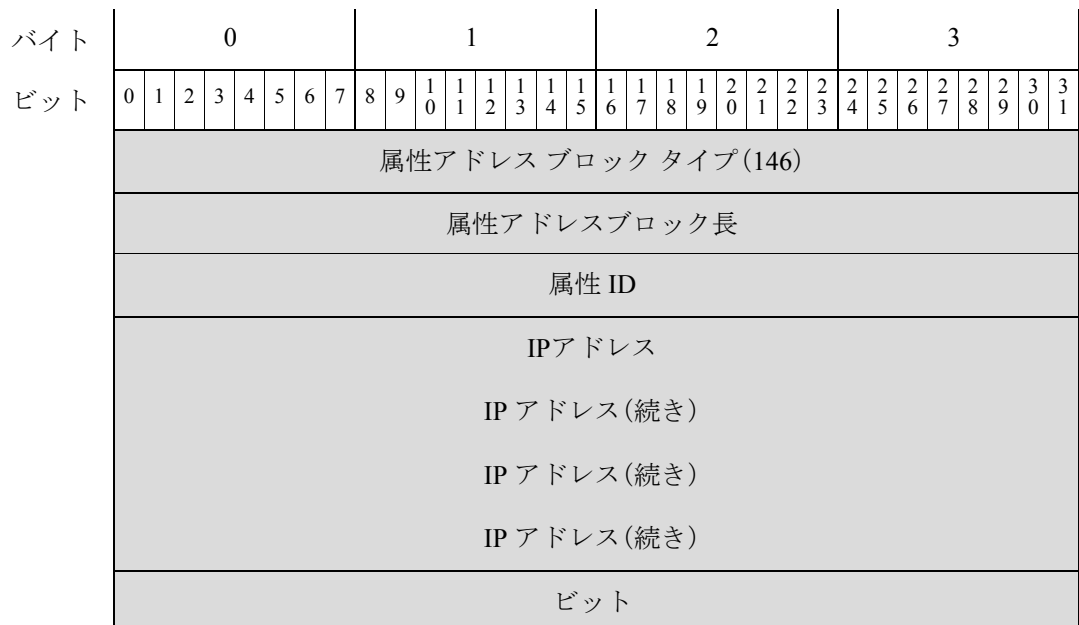 バイト 0 1 2 3
ビット 0 1 2 3 4 5 6 7 8 9 10 11 12 13 14 15 16 17 18 19 20 21 22 23 24 25 26 27 28 29 30 31
属性アドレス ブロック タイプ(146)
属性アドレスブロック長
属性 ID
IPアドレス
IP アドレス(続き)
IP アドレス(続き)
IP アドレス(続き)
ビット